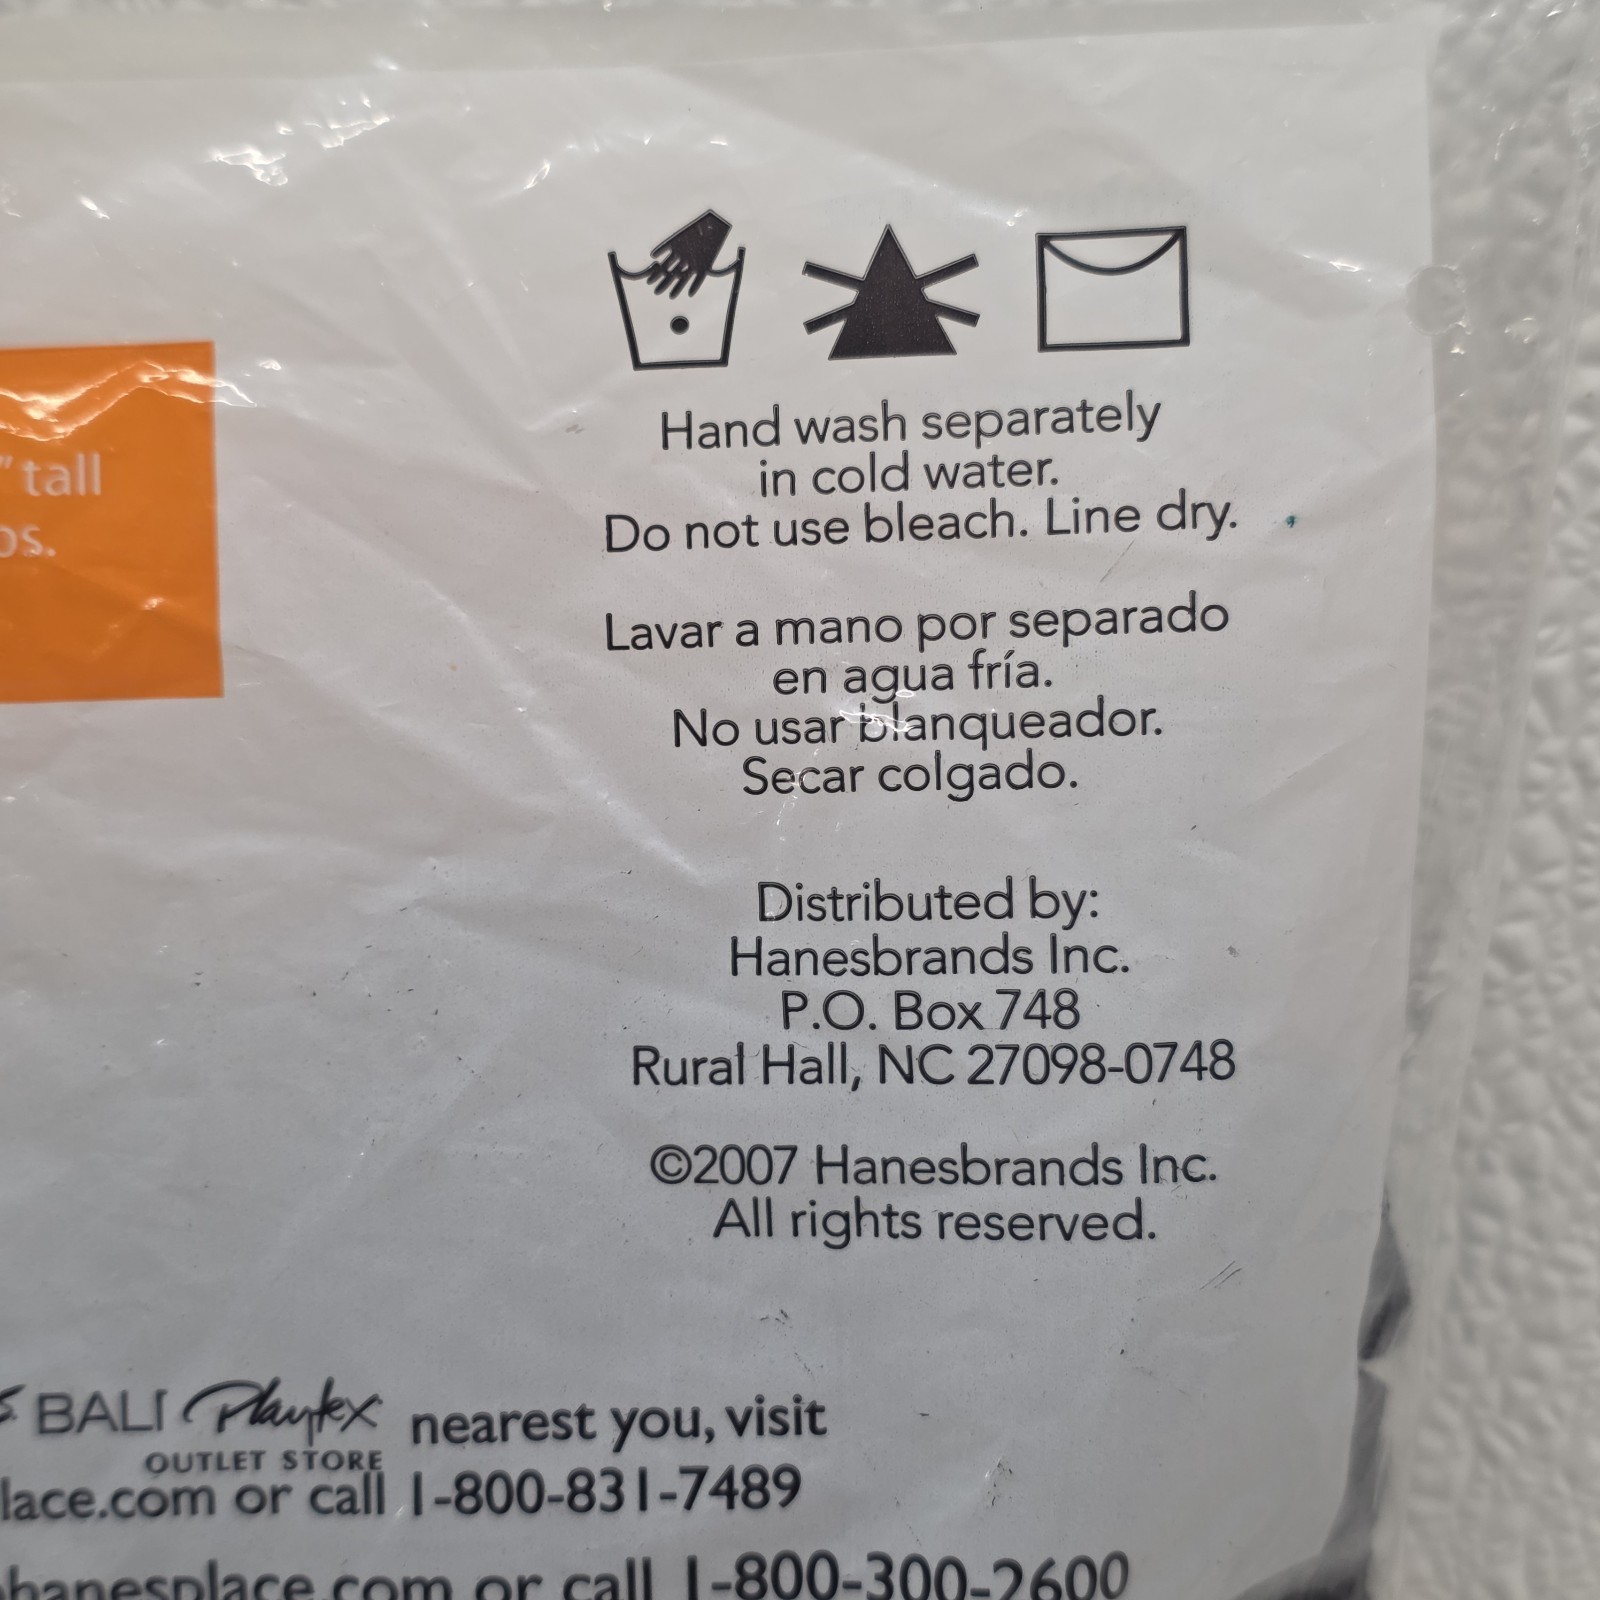 " tall
os.
Hand wash separately
in cold water.
Do not use bleach. Line dry.
Lavar a mano por separado
en agua fría.
No usar blanqueador.
Secar colgado.
Distributed by:
Hanesbrands Inc.
P.O. Box 748
Rural Hall, NC 27098-0748
©2007 Hanesbrands Inc.
All rights reserved.
BALI Playtex nearest you, visit
OUTLET STORE
lace.com or call 1-800-831-7489
hanesplace.com or call 1-800-300-2600